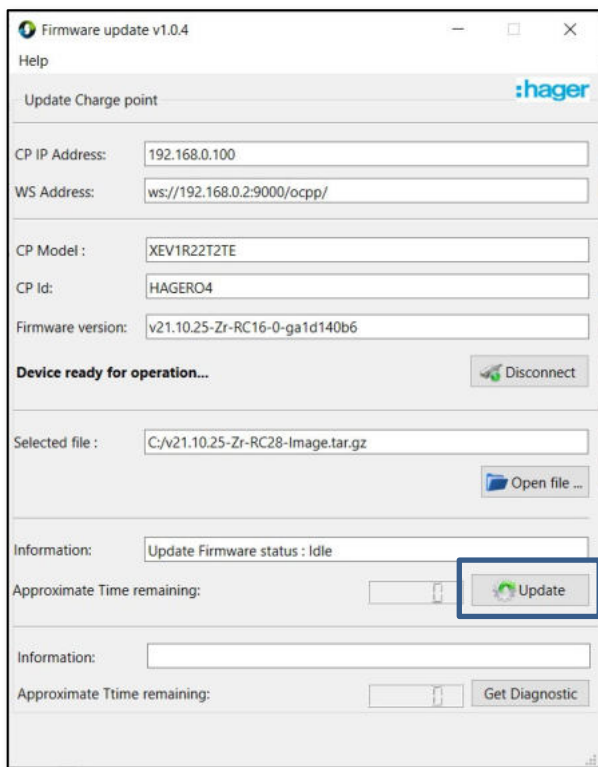 Firmware update v1.0.4
Help
:hager
Update Charge point
CP IP Address: 192.168.0.100
WS Address: ws://192.168.0.2:9000/ocpp/
CP Model : XEV1R22T2TE
CP Id: HAGERO4
Firmware version: v21.10.25-Zr-RC16-0-ga1d140b6
Device ready for operation... Disconnect
Selected file : C:/v21.10.25-Zr-RC28-Image.tar.gz
Open file ...
Information: Update Firmware status : Idle
Approximate Time remaining: 0 Update
Information:
Approximate Ttime remaining: 0 Get Diagnostic